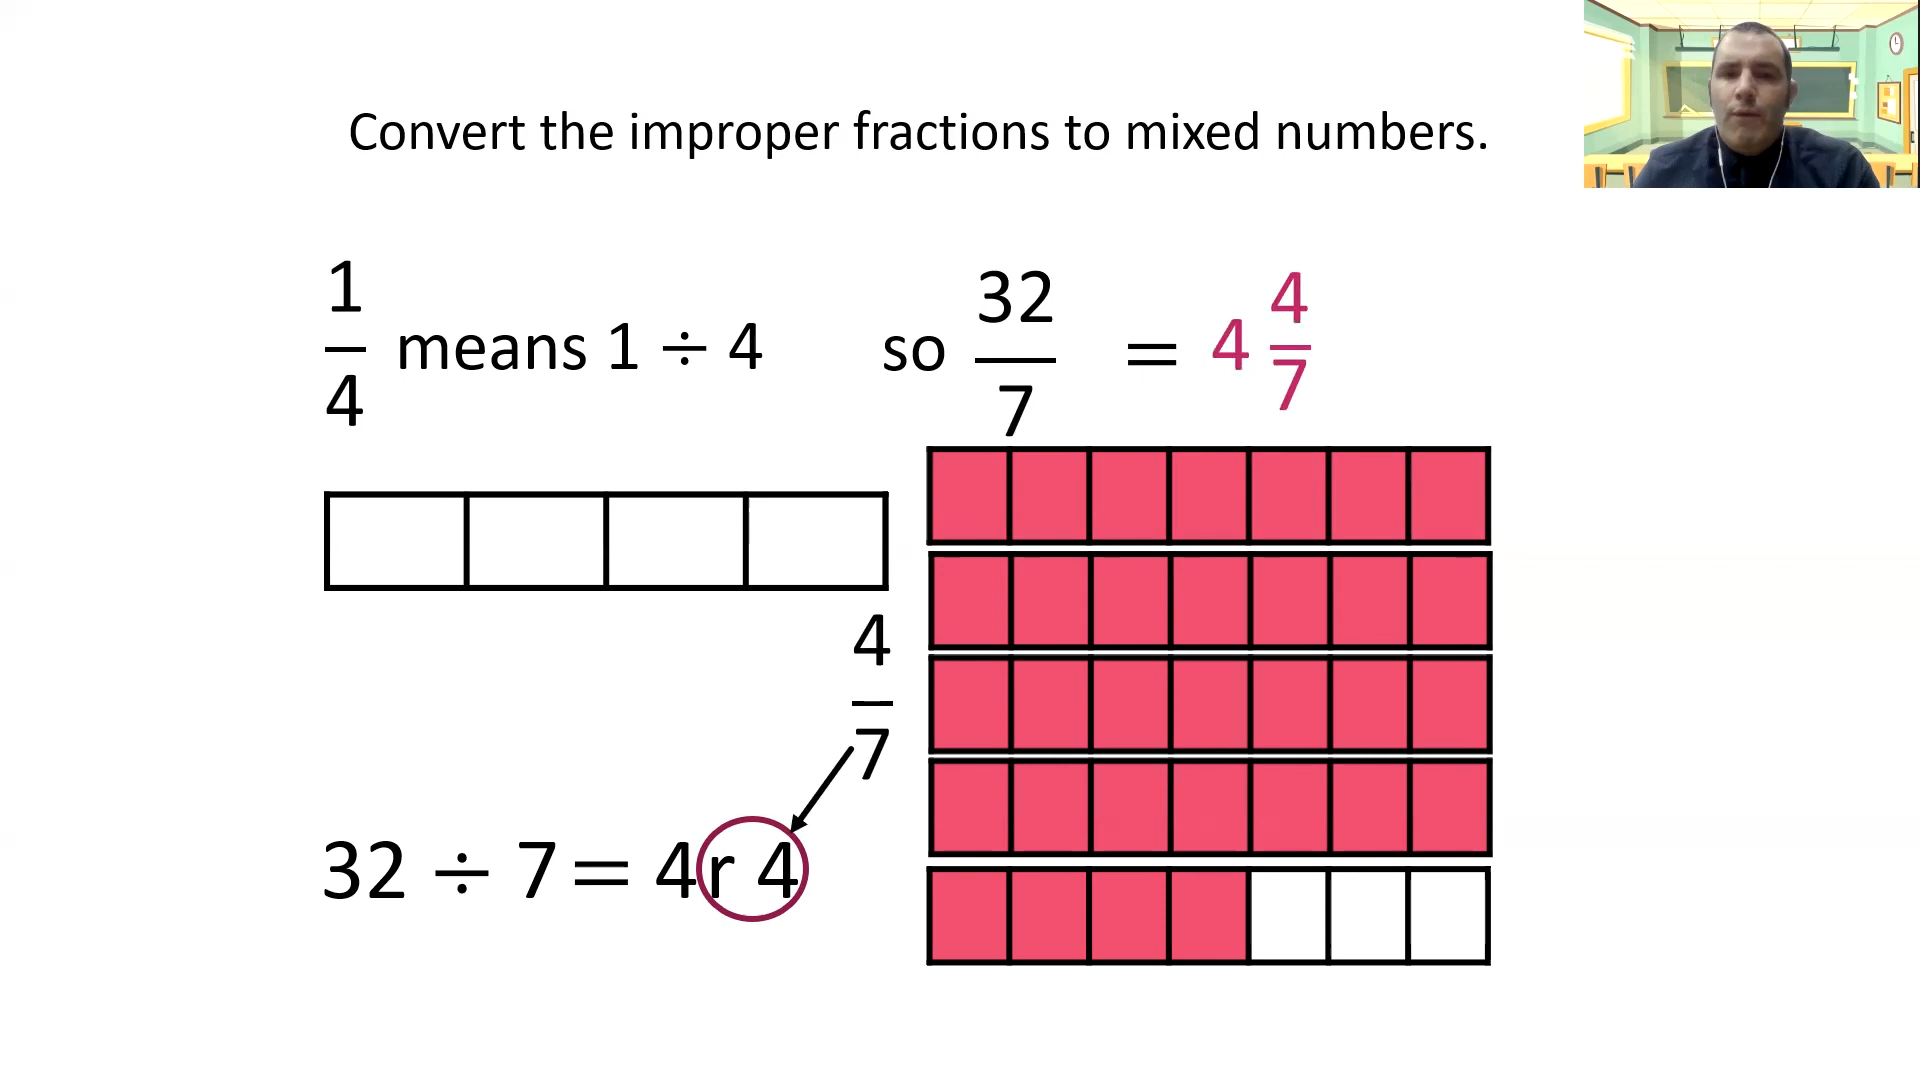 Convert the improper fractions to mixed numbers.
1
4
means 1 ÷ 4
so
32
7
= 4
4
7
4
7
32 ÷ 7 = 4 r 4